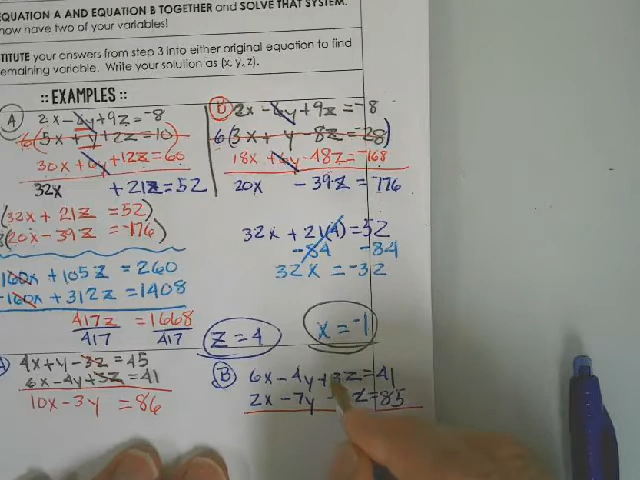 EQUATION A AND EQUATION B TOGETHER and SOLVE THAT SYSTEM.
now have two of your variables!
TITUTE your answers from step 3 into either original equation to find
emaining variable. Write your solution as (x, y, z).
:: EXAMPLES ::
A
2x-6y+9z=-8
6(5x+y+2z=10)
30x+6y+12z=60
32x +21z=52
(32x+21z=52)
(20x-39z=-176)
160x+105z=260
-160x+312z=1408
417z=1668
417 417
z=4
B
2x-6y+9z=-8
6(3x+y-8z=-28)
18x+6y-48z=-168
20x -39z=-176
32x+21(4)=52
-84 -84
32x=-32
x=-1
A
4x+y-3z=45
6x-4y+3z=41
10x-3y =86
B
6x-4y+3z=41
2x-7y - z=85